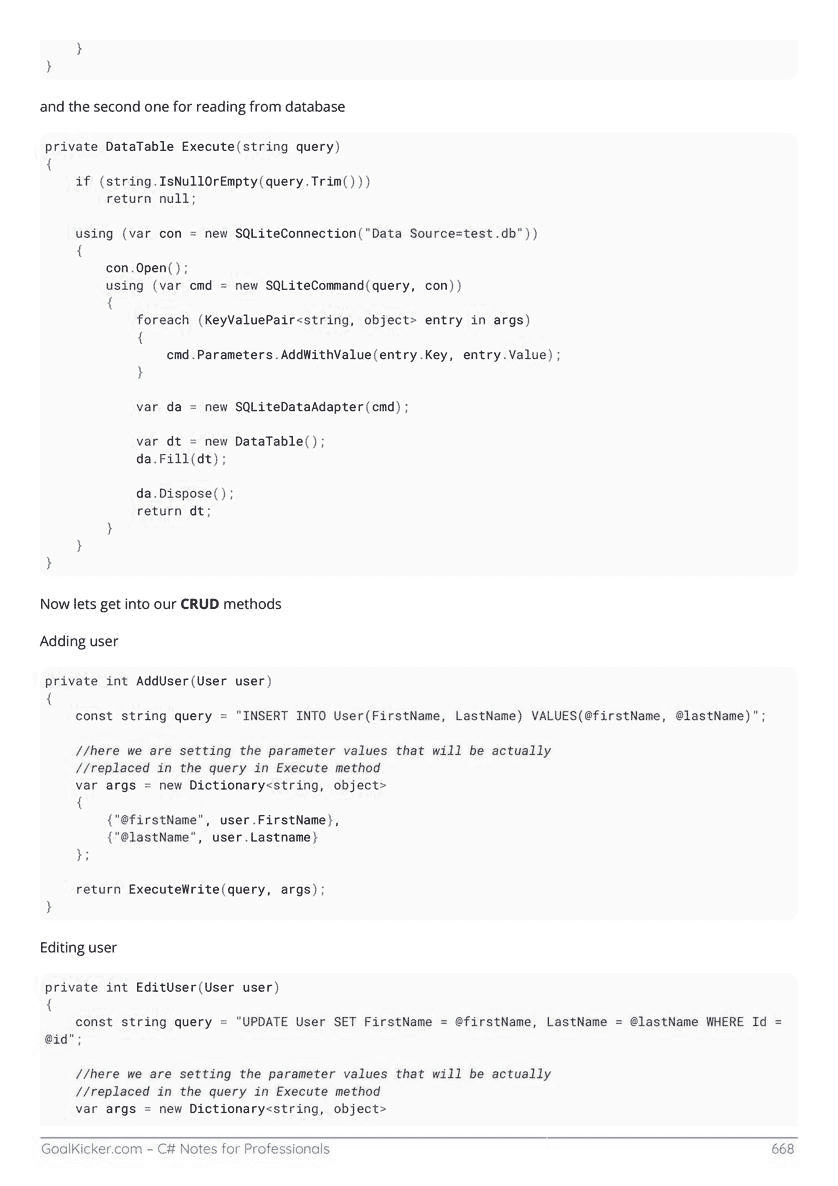 }
}
and the second one for reading from database
private DataTable Execute(string query)
{
    if (string.IsNullOrEmpty(query.Trim()))
        return null;
    using (var con = new SQLiteConnection("Data Source=test.db"))
    {
        con.Open();
        using (var cmd = new SQLiteCommand(query, con))
        {
            foreach (KeyValuePair<string, object> entry in args)
            {
                cmd.Parameters.AddWithValue(entry.Key, entry.Value);
            }
            var da = new SQLiteDataAdapter(cmd);
            var dt = new DataTable();
            da.Fill(dt);
            da.Dispose();
            return dt;
        }
    }
}
Now lets get into our CRUD methods
Adding user
private int AddUser(User user)
{
    const string query = "INSERT INTO User(FirstName, LastName) VALUES(@firstName, @lastName)";
    //here we are setting the parameter values that will be actually
    //replaced in the query in Execute method
    var args = new Dictionary<string, object>
    {
        {"@firstName", user.FirstName},
        {"@lastName", user.Lastname}
    };
    return ExecuteWrite(query, args);
}
Editing user
private int EditUser(User user)
{
    const string query = "UPDATE User SET FirstName = @firstName, LastName = @lastName WHERE Id =
@id";
    //here we are setting the parameter values that will be actually
    //replaced in the query in Execute method
    var args = new Dictionary<string, object>
GoalKicker.com – C# Notes for Professionals 668